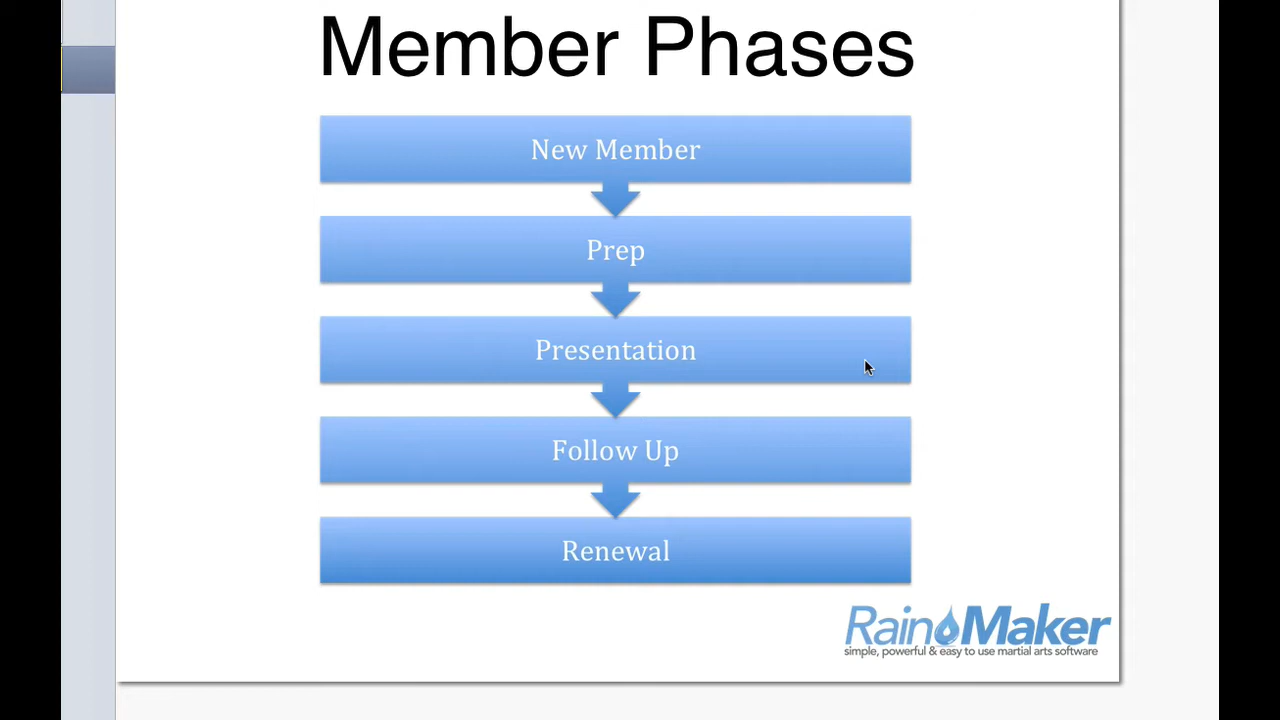 Member Phases
New Member
Prep
Presentation
Follow Up
Renewal
RainMaker
simple, powerful & easy to use martial arts software